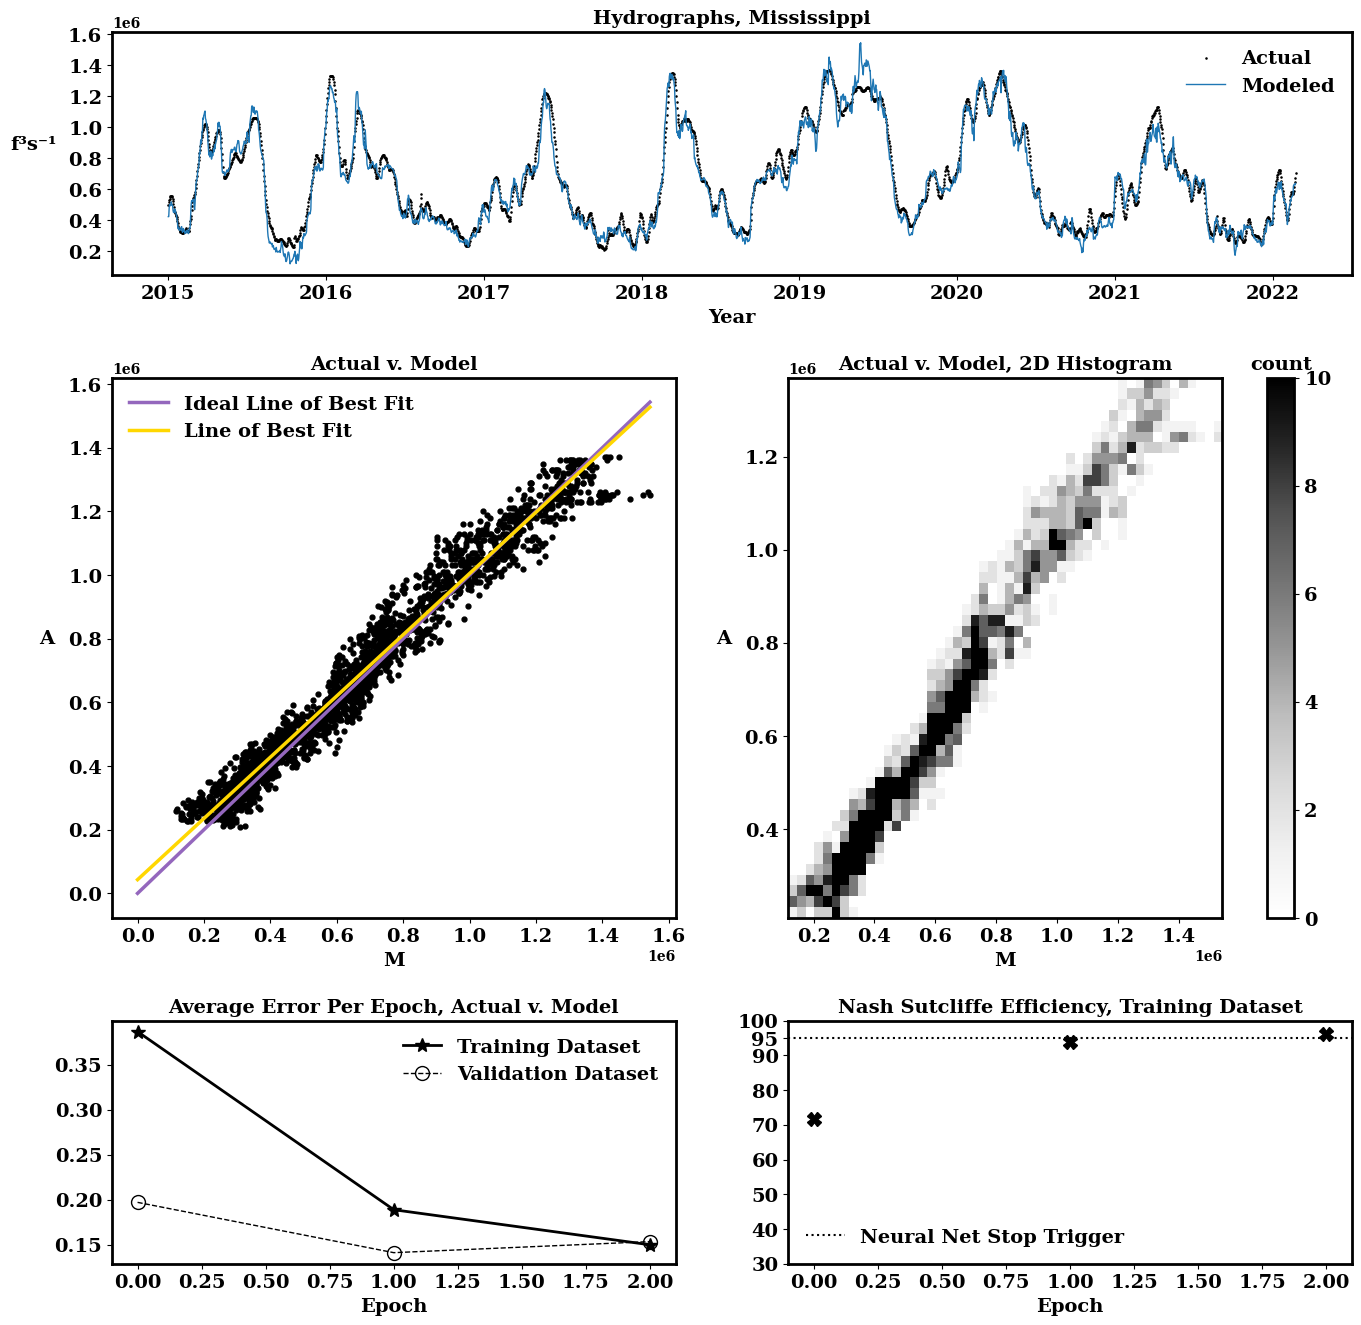 Hydrographs, Mississippi
1e6
1.6
1.4
1.2
1.0
0.8
0.6
0.4
0.2
f³s⁻¹
Actual
Modeled
2015 2016 2017 2018 2019 2020 2021 2022
Year
Actual v. Model
1e6
1.6
1.4
1.2
1.0
0.8
0.6
0.4
0.2
0.0
A
Ideal Line of Best Fit
Line of Best Fit
0.0 0.2 0.4 0.6 0.8 1.0 1.2 1.4 1.6
M
1e6
Actual v. Model, 2D Histogram
1e6
1.2
1.0
0.8
0.6
0.4
A
0.2 0.4 0.6 0.8 1.0 1.2 1.4
M
1e6
count
10
8
6
4
2
0
Average Error Per Epoch, Actual v. Model
0.35
0.30
0.25
0.20
0.15
Training Dataset
Validation Dataset
0.00 0.25 0.50 0.75 1.00 1.25 1.50 1.75 2.00
Epoch
Nash Sutcliffe Efficiency, Training Dataset
100
95
90
80
70
60
50
40
30
Neural Net Stop Trigger
0.00 0.25 0.50 0.75 1.00 1.25 1.50 1.75 2.00
Epoch